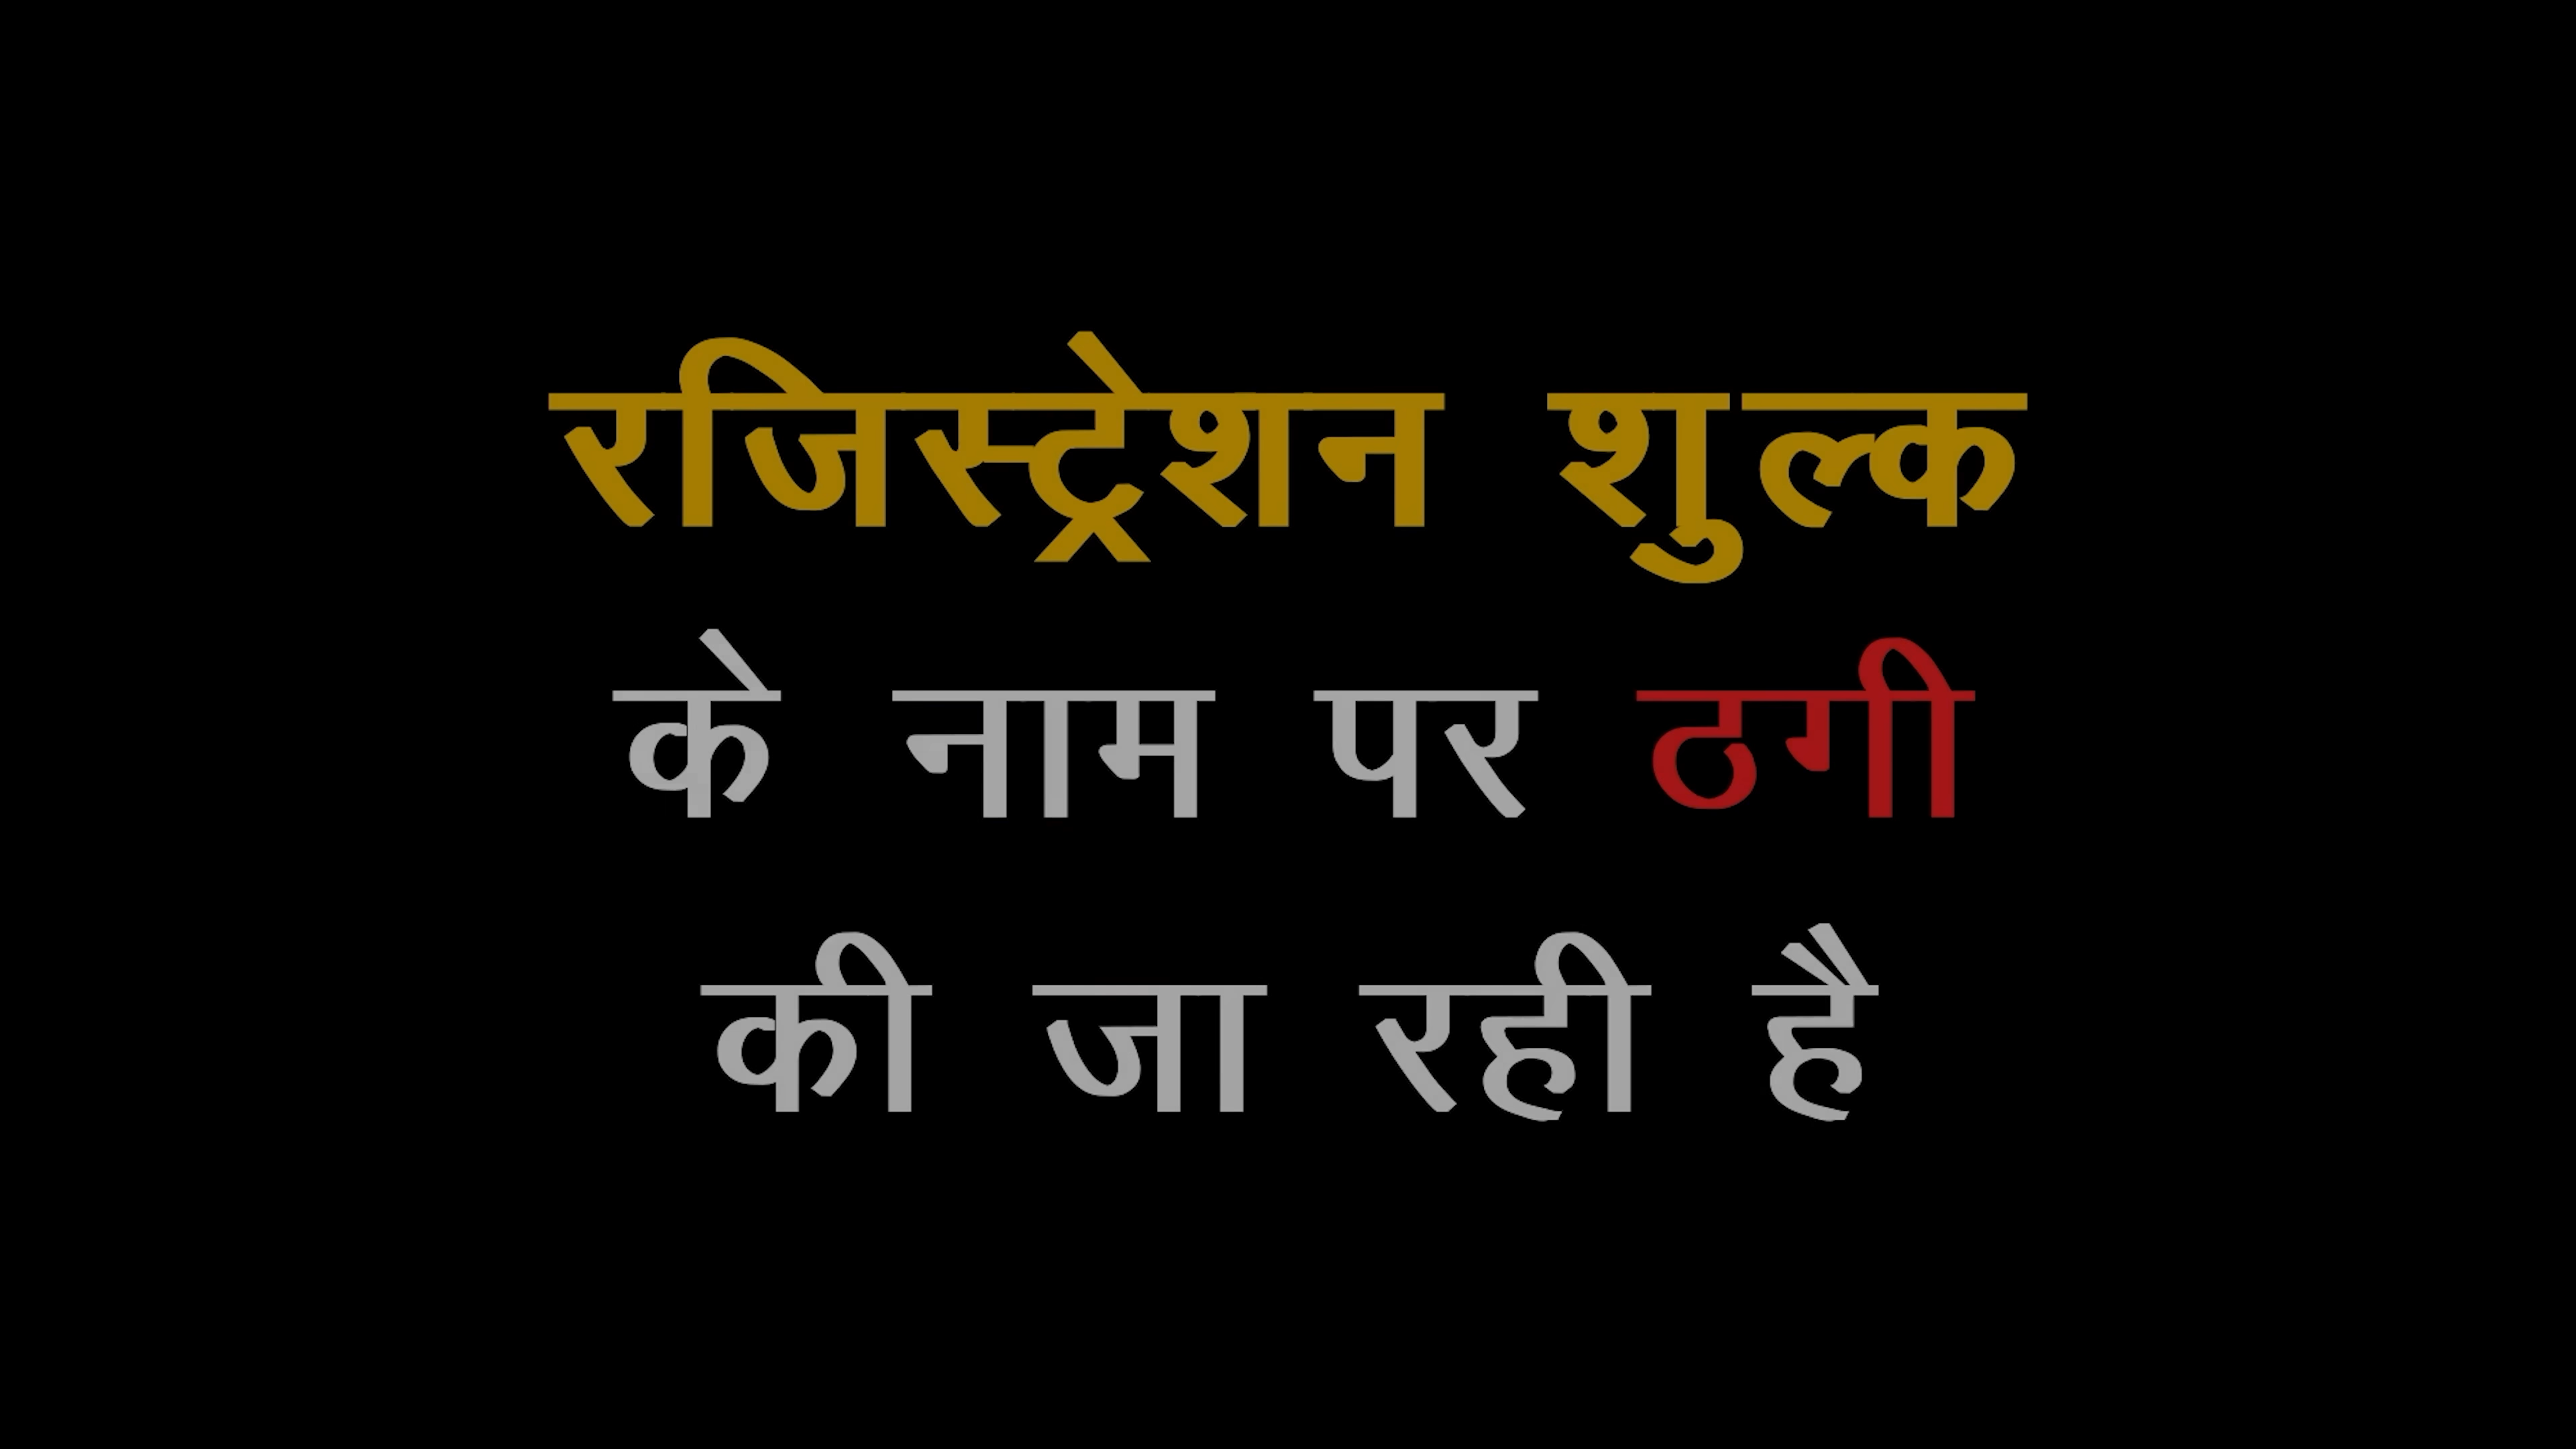 रजिस्ट्रेशन शुल्क
के नाम पर ठगी
की जा रही है